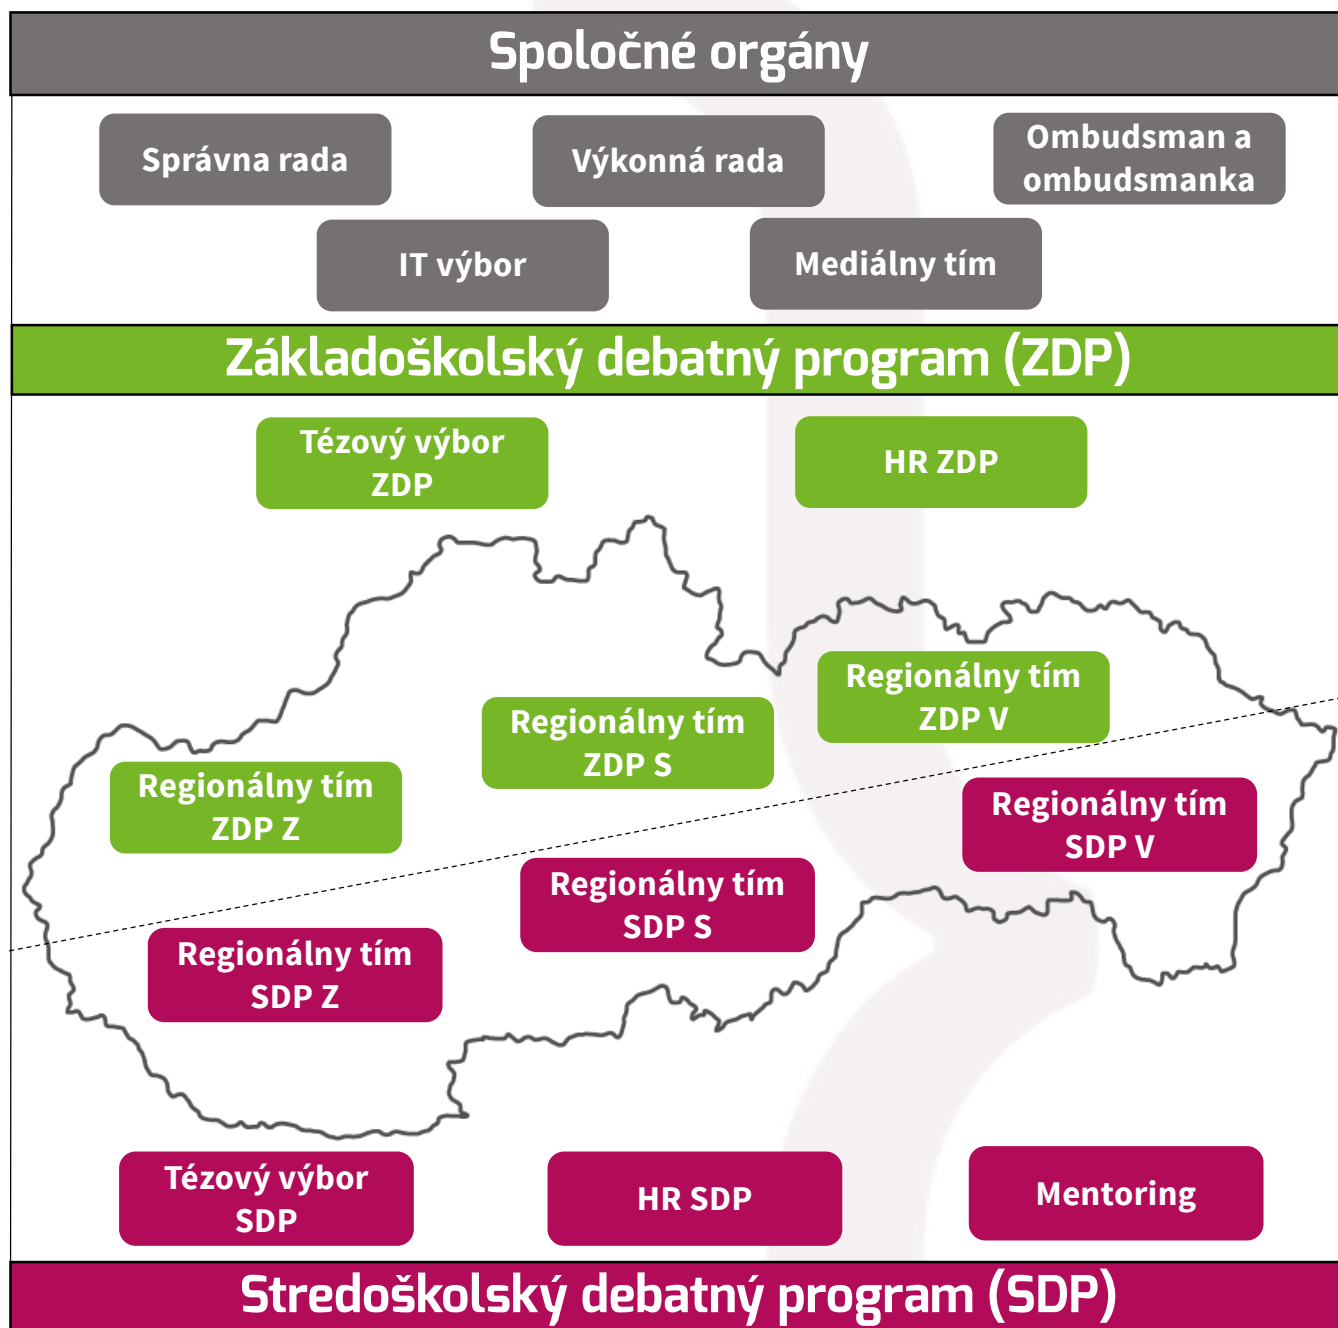 Spoločné orgány
Správna rada
Výkonná rada
Ombudsman a
ombudsmanka
IT výbor
Mediálny tím
Základoškolský debatný program (ZDP)
Tézový výbor
ZDP
HR ZDP
Regionálny tím
ZDP V
Regionálny tím
ZDP S
Regionálny tím
ZDP Z
Regionálny tím
SDP V
Regionálny tím
SDP S
Regionálny tím
SDP Z
Tézový výbor
SDP
HR SDP
Mentoring
Stredoškolský debatný program (SDP)